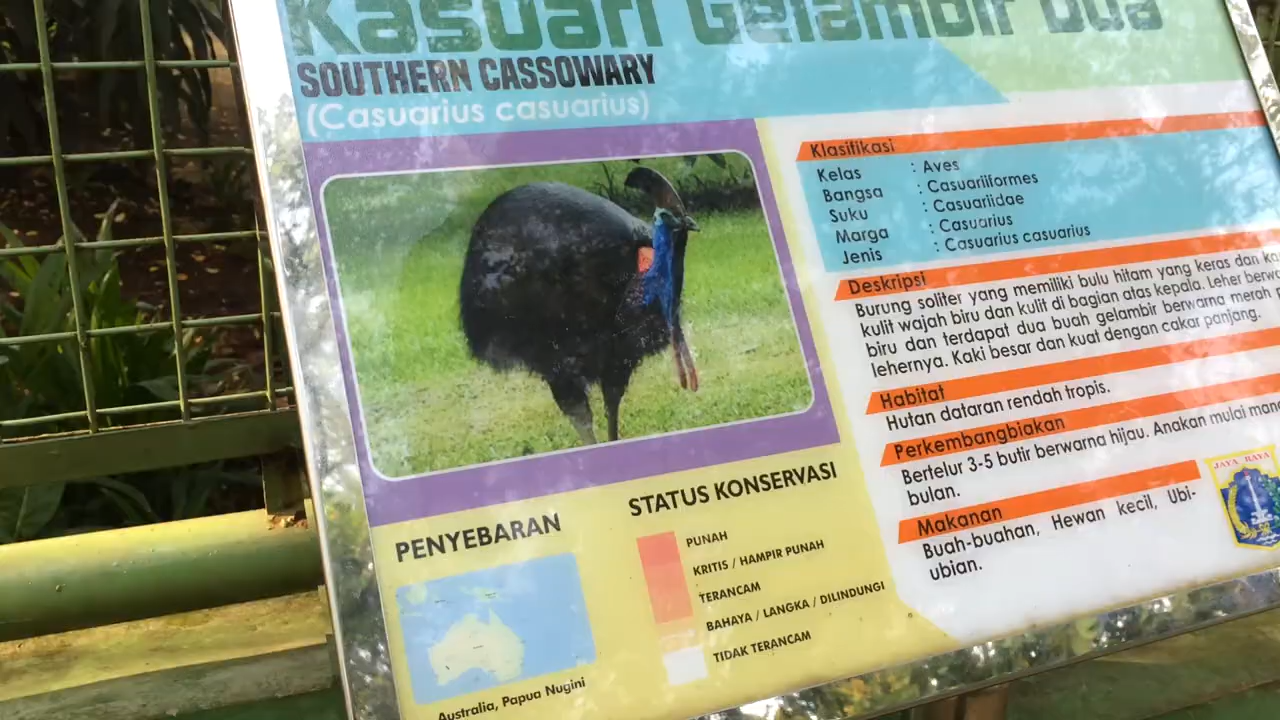 Kasuari Gelambir Dua
SOUTHERN CASSOWARY
(Casuarius casuarius)
Klasifikasi
Kelas : Aves
Bangsa : Casuariiformes
Suku : Casuariidae
Marga : Casuarius
Jenis : Casuarius casuarius
Deskripsi
Burung soliter yang memiliki bulu hitam yang keras dan
kulit wajah biru dan kulit di bagian atas kepala. Leher
biru dan terdapat dua buah gelambir berwarna merah
lehernya. Kaki besar dan kuat dengan cakar panjang.
Habitat
Hutan dataran rendah tropis.
Perkembangbiakan
Bertelur 3-5 butir berwarna hijau. Anakan mulai
bulan.
Makanan
Buah-buahan, Hewan kecil, Ubi-
ubian.
JAYA RAYA
PENYEBARAN
Australia, Papua Nugini
STATUS KONSERVASI
PUNAH
KRITIS / HAMPIR PUNAH
TERANCAM
BAHAYA / LANGKA / DILINDUNGI
TIDAK TERANCAM